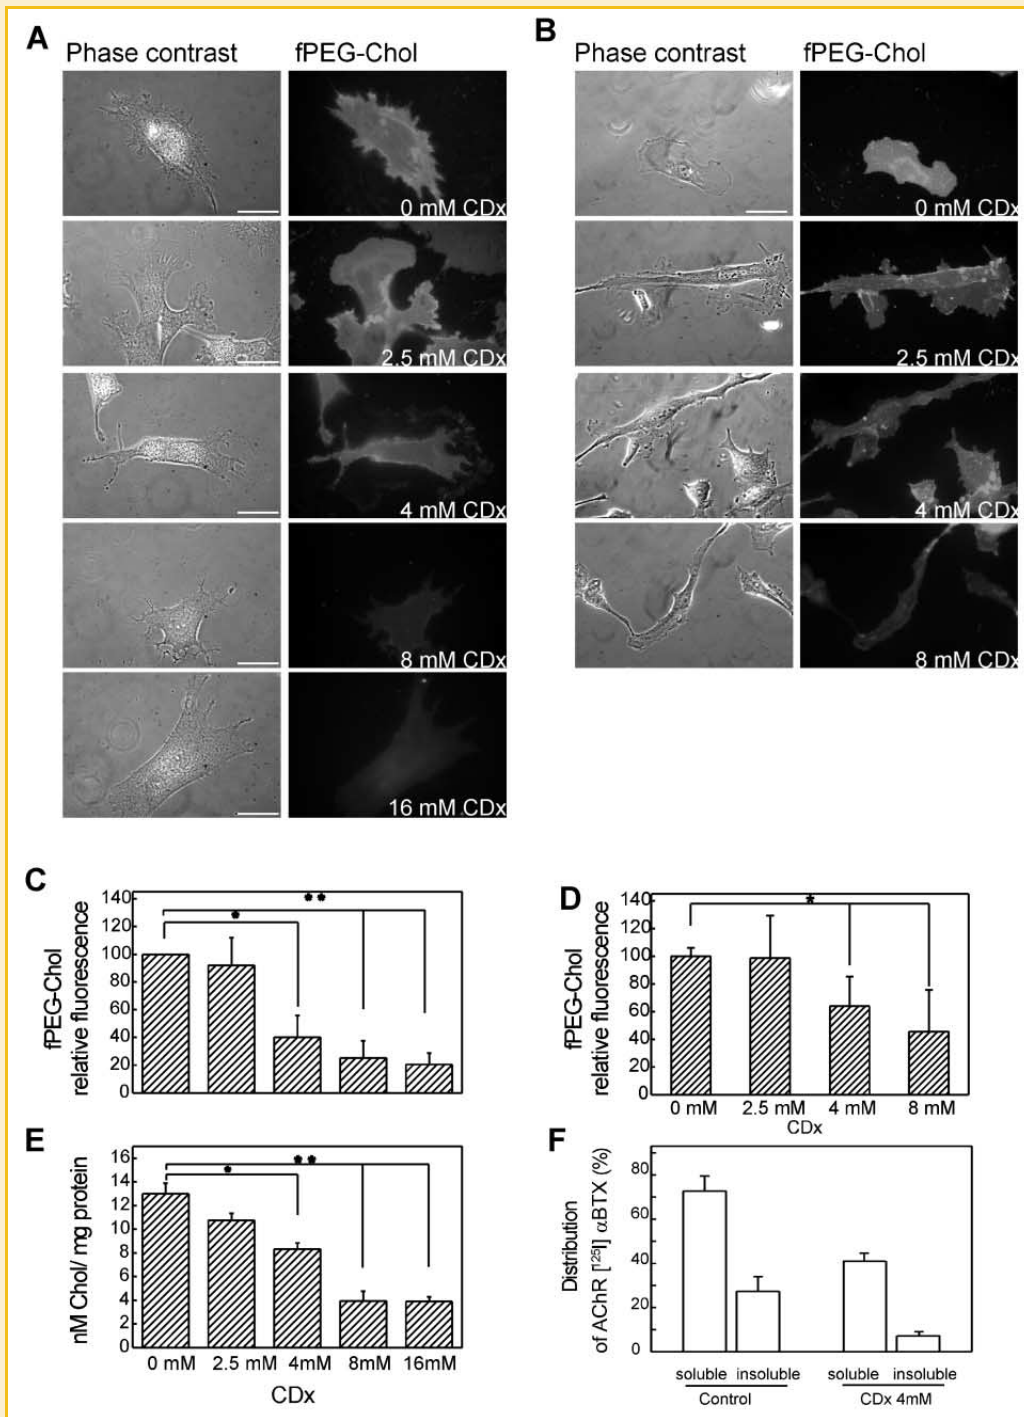 A
Phase contrast fPEG-Chol
0 mM CDx
2.5 mM CDx
4 mM CDx
8 mM CDx
16 mM CDx
B
Phase contrast fPEG-Chol
0 mM CDx
2.5 mM CDx
4 mM CDx
8 mM CDx
C
fPEG-Chol
relative fluorescence
140
120
100
80
60
40
20
0
*
**
D
fPEG-Chol
relative fluorescence
140
120
100
80
60
40
20
0
*
0 mM 2.5 mM 4 mM 8 mM
CDx
E
nM Chol/ mg protein
16
14
12
10
8
6
4
2
0
*
**
0 mM 2.5 mM 4mM 8mM 16mM
CDx
F
Distribution
of AChR [¹²⁵I] αBTX (%)
80
60
40
20
0
soluble insoluble soluble insoluble
Control CDx 4mM